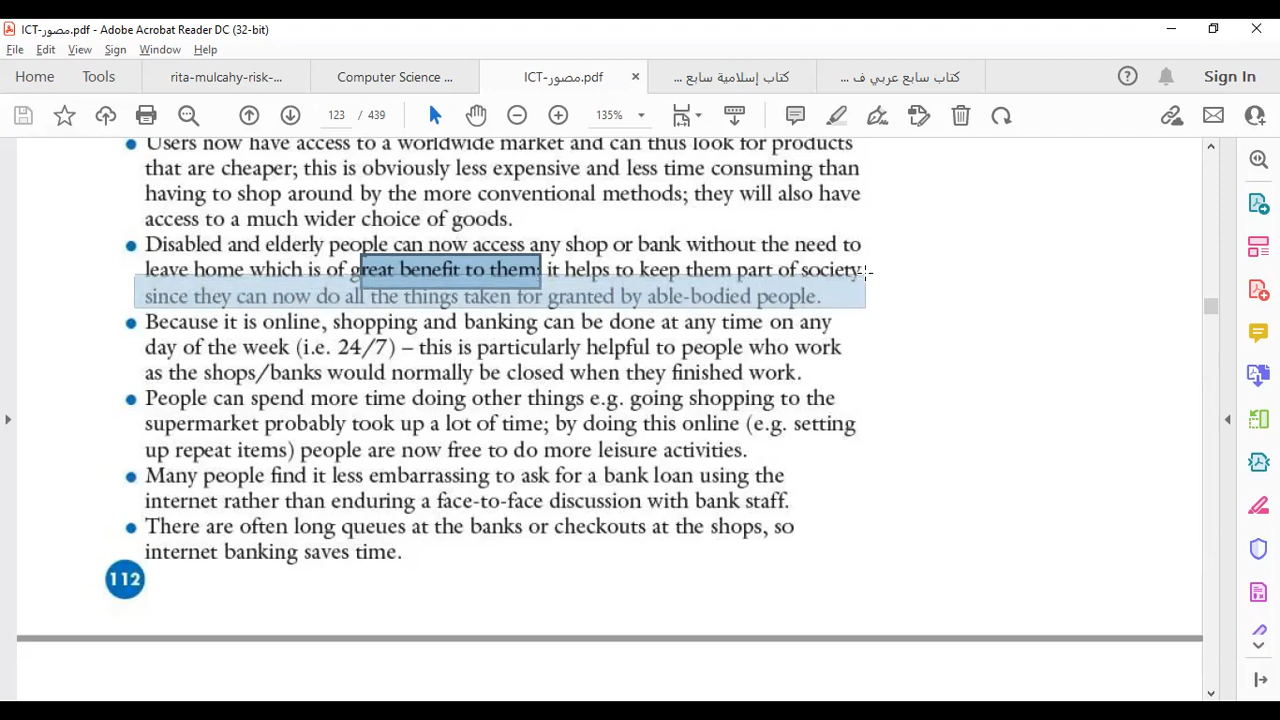 ICT-مصور.pdf - Adobe Acrobat Reader DC (32-bit)
File Edit View Sign Window Help
Home Tools rita-mulcahy-risk-... Computer Science ... ICT-مصور.pdf كتاب إسلامية سابع ... كتاب سابع عربي ف ... Sign In
123 / 439 135%
Users now have access to a worldwide market and can thus look for products
that are cheaper; this is obviously less expensive and less time consuming than
having to shop around by the more conventional methods; they will also have
access to a much wider choice of goods.
Disabled and elderly people can now access any shop or bank without the need to
leave home which is of great benefit to them; it helps to keep them part of society
since they can now do all the things taken for granted by able-bodied people.
Because it is online, shopping and banking can be done at any time on any
day of the week (i.e. 24/7) – this is particularly helpful to people who work
as the shops/banks would normally be closed when they finished work.
People can spend more time doing other things e.g. going shopping to the
supermarket probably took up a lot of time; by doing this online (e.g. setting
up repeat items) people are now free to do more leisure activities.
Many people find it less embarrassing to ask for a bank loan using the
internet rather than enduring a face-to-face discussion with bank staff.
There are often long queues at the banks or checkouts at the shops, so
internet banking saves time.
112